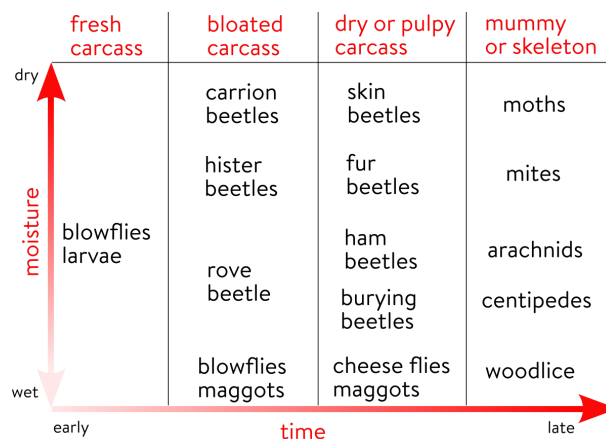 fresh
carcass
bloated
carcass
dry or pulpy
carcass
mummy
or skeleton
dry
moisture
wet
blowflies
larvae
carrion
beetles
hister
beetles
rove
beetle
blowflies
maggots
skin
beetles
fur
beetles
ham
beetles
burying
beetles
cheese flies
maggots
moths
mites
arachnids
centipedes
woodlice
early
time
late